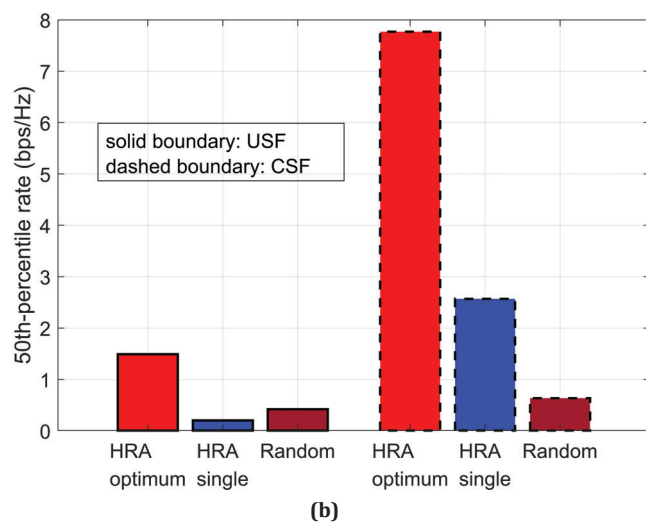 8
7
6
5
4
3
2
1
0
50th-percentile rate (bps/Hz)
solid boundary: USF
dashed boundary: CSF
HRA HRA Random HRA HRA Random
optimum single optimum single
(b)